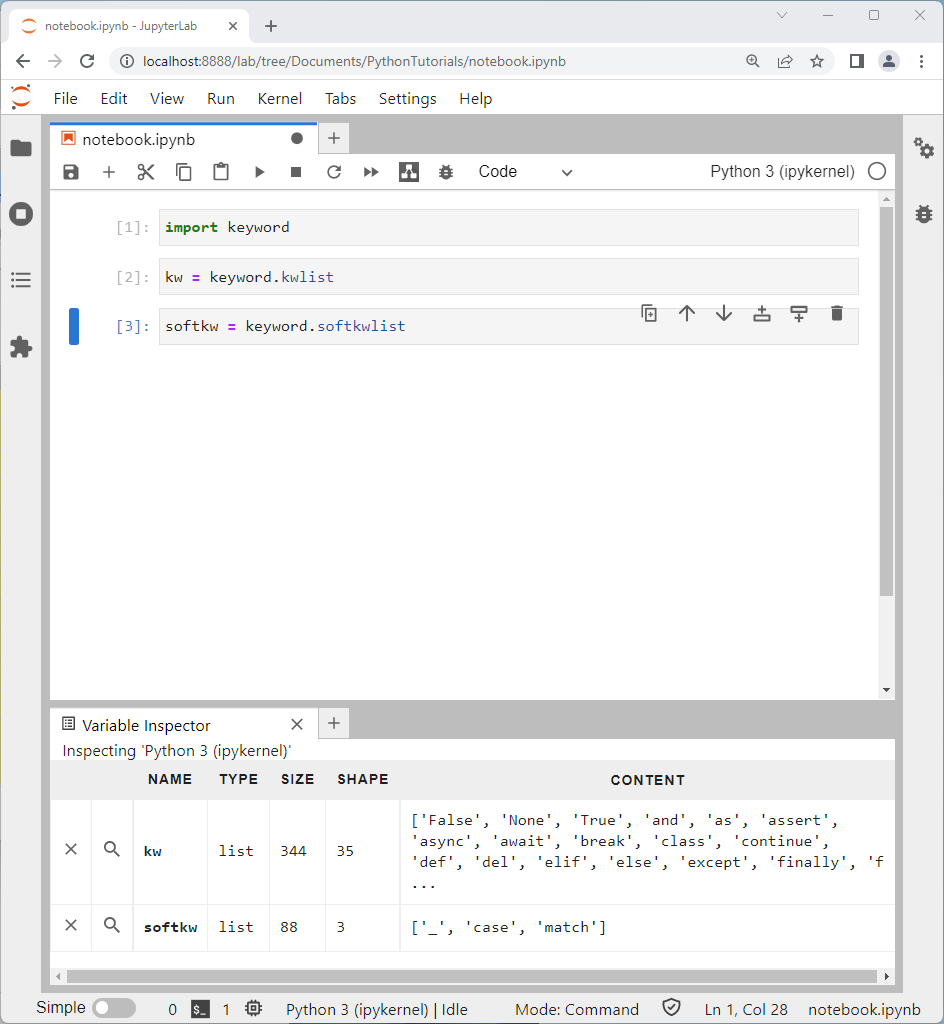 notebook.ipynb - JupyterLab
localhost:8888/lab/tree/Documents/PythonTutorials/notebook.ipynb
File Edit View Run Kernel Tabs Settings Help
notebook.ipynb
Code Python 3 (ipykernel)
[1]: import keyword
[2]: kw = keyword.kwlist
[3]: softkw = keyword.softkwlist
Variable Inspector
Inspecting 'Python 3 (ipykernel)'
NAME TYPE SIZE SHAPE CONTENT
['False', 'None', 'True', 'and', 'as', 'assert',
kw list 344 35 'async', 'await', 'break', 'class', 'continue',
'def', 'del', 'elif', 'else', 'except', 'finally', 'f
...
softkw list 88 3 ['_', 'case', 'match']
Simple 0 $_ 1 Python 3 (ipykernel) | Idle Mode: Command Ln 1, Col 28 notebook.ipynb